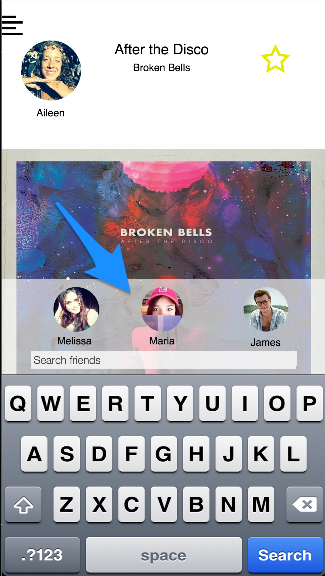 After the Disco
Broken Bells
Aileen
BROKEN BELLS
AFTER THE DISCO
Melissa
Maria
James
Search friends
Q W E R T Y U I O P
A S D F G H J K L
Z X C V B N M
.?123
space
Search